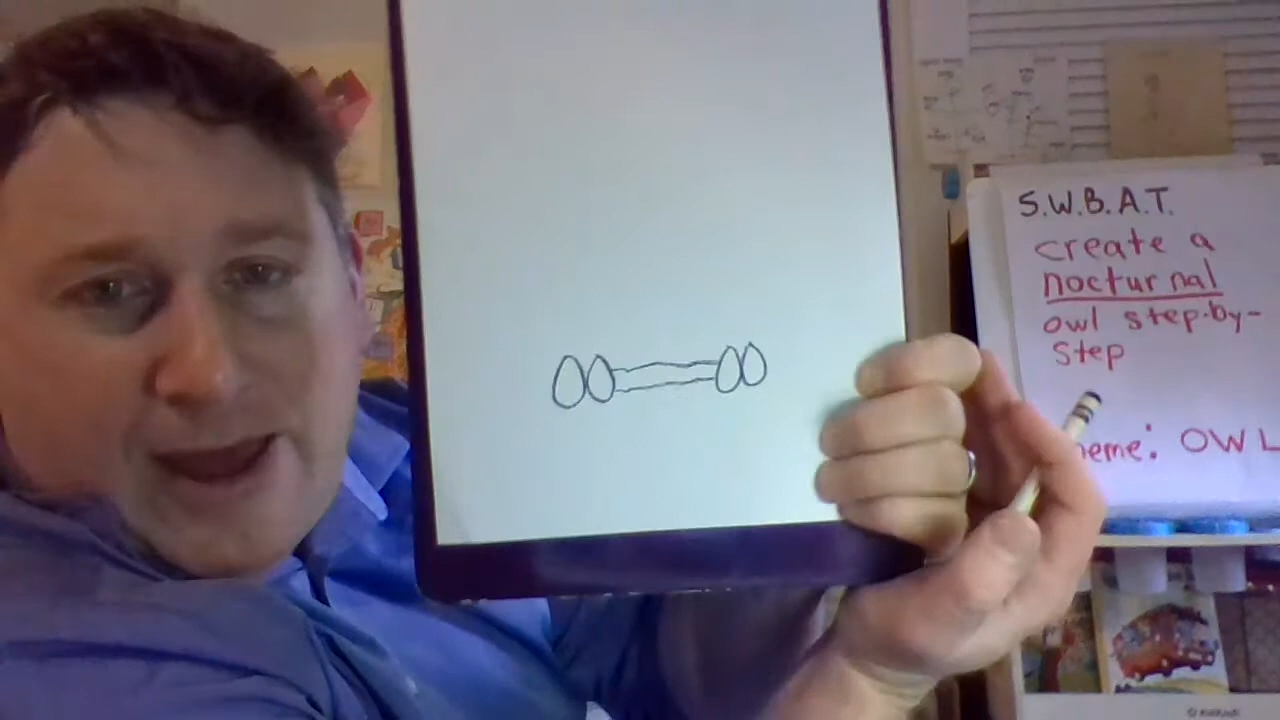 S.W.B.A.T.
create a
nocturnal
owl step-by-
step
heme: OWL